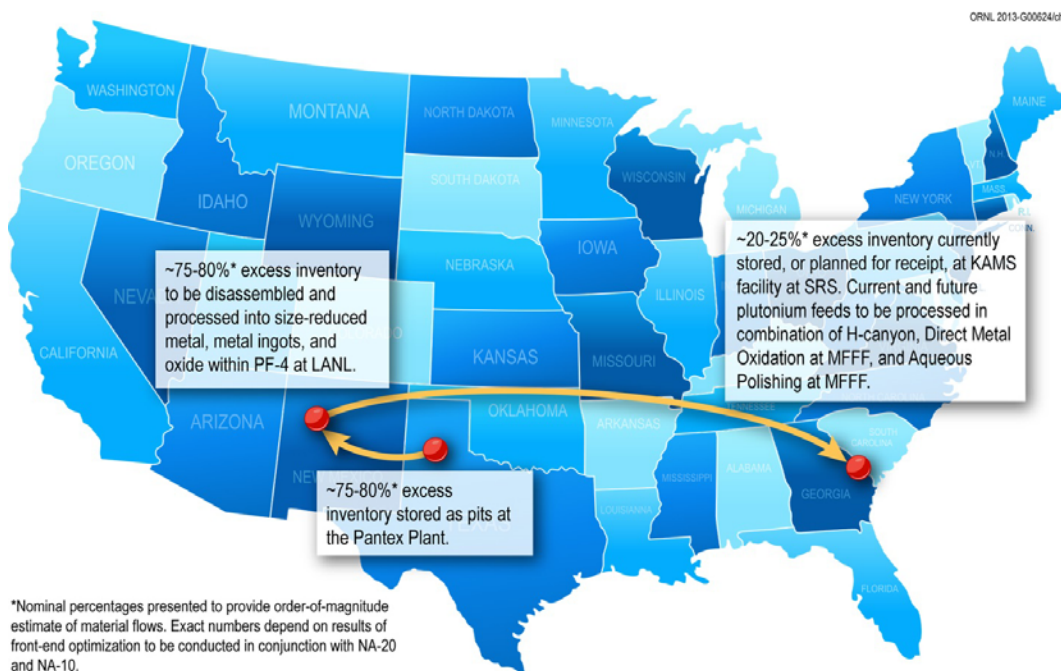 ORNL 2013-G00624/ch
WASHINGTON
MONTANA
NORTH DAKOTA
MINNESOTA
MAINE
OREGON
IDAHO
SOUTH DAKOTA
WISCONSIN
MICHIGAN
VT.
N.H.
NEW YORK
MASS.
R.I.
CONN.
WYOMING
IOWA
NEBRASKA
ILLINOIS
~20-25%* excess inventory currently
stored, or planned for receipt, at KAMS
facility at SRS. Current and future
plutonium feeds to be processed in
combination of H-canyon, Direct Metal
Oxidation at MFFF, and Aqueous
Polishing at MFFF.
~75-80%* excess inventory
to be disassembled and
processed into size-reduced
metal, metal ingots, and
oxide within PF-4 at LANL.
CALIFORNIA
KANSAS
MISSOURI
ARIZONA
OKLAHOMA
ARKANSAS
TENNESSEE
SOUTH
CAROLINA
MISSISSIPPI
ALABAMA
GEORGIA
LOUISIANNA
FLORIDA
~75-80%* excess
inventory stored as pits at
the Pantex Plant.
*Nominal percentages presented to provide order-of-magnitude
estimate of material flows. Exact numbers depend on results of
front-end optimization to be conducted in conjunction with NA-20
and NA-10.